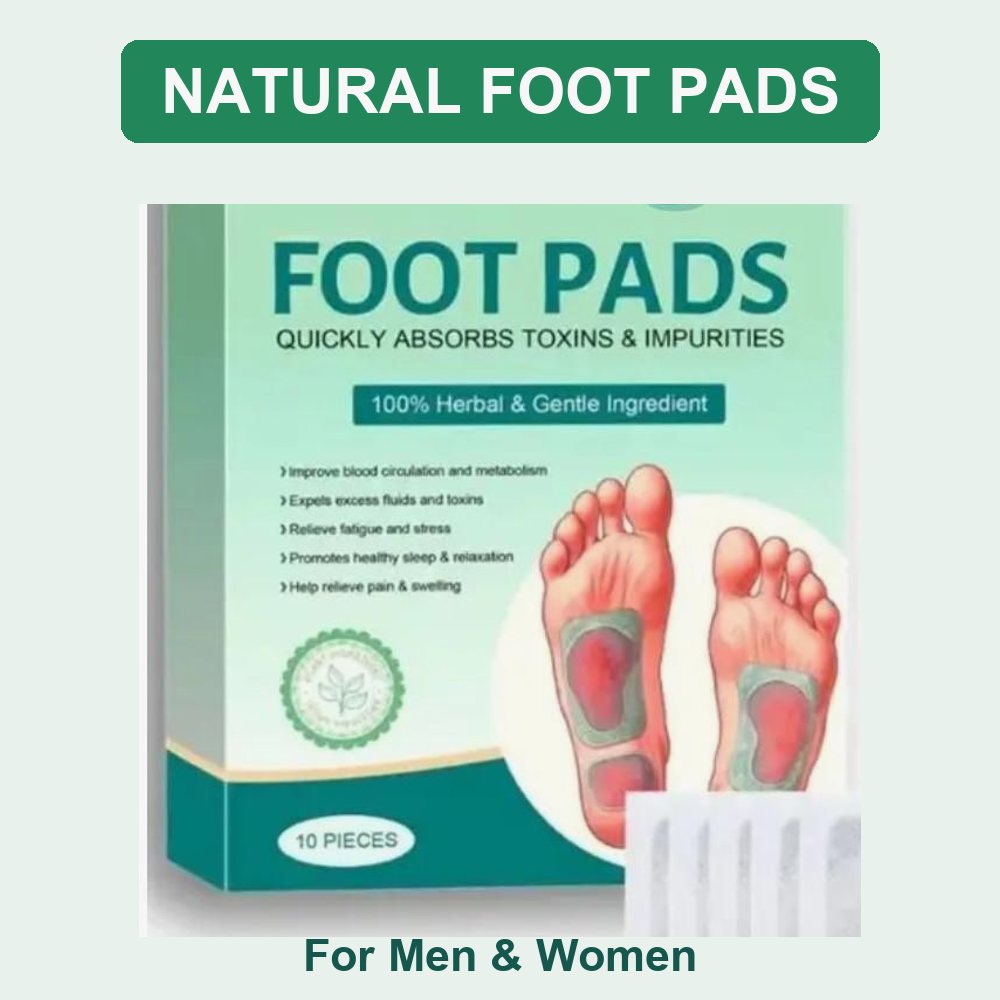 NATURAL FOOT PADS
FOOT PADS
QUICKLY ABSORBS TOXINS & IMPURITIES
100% Herbal & Gentle Ingredient
Improve blood circulation and metabolism
Expels excess fluids and toxins
Relieve fatigue and stress
Promotes healthy sleep & relaxation
Help relieve pain & swelling
10 PIECES
For Men & Women